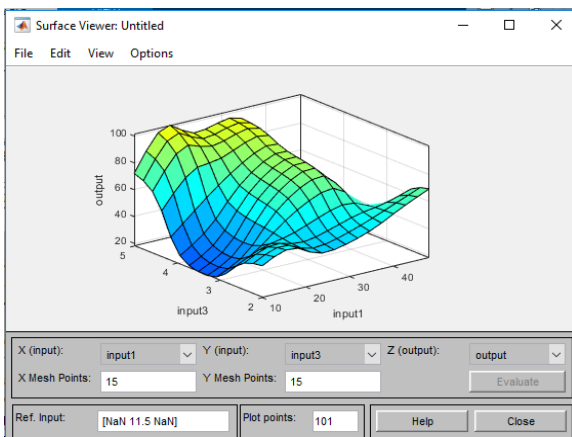 Surface Viewer: Untitled
File Edit View Options
100
80
60
40
20
output
5
4
3
2
input3
10
20
30
40
input1
X (input): input1 Y (input): input3 Z (output): output
X Mesh Points: 15 Y Mesh Points: 15 Evaluate
Ref. Input: [NaN 11.5 NaN] Plot points: 101 Help Close